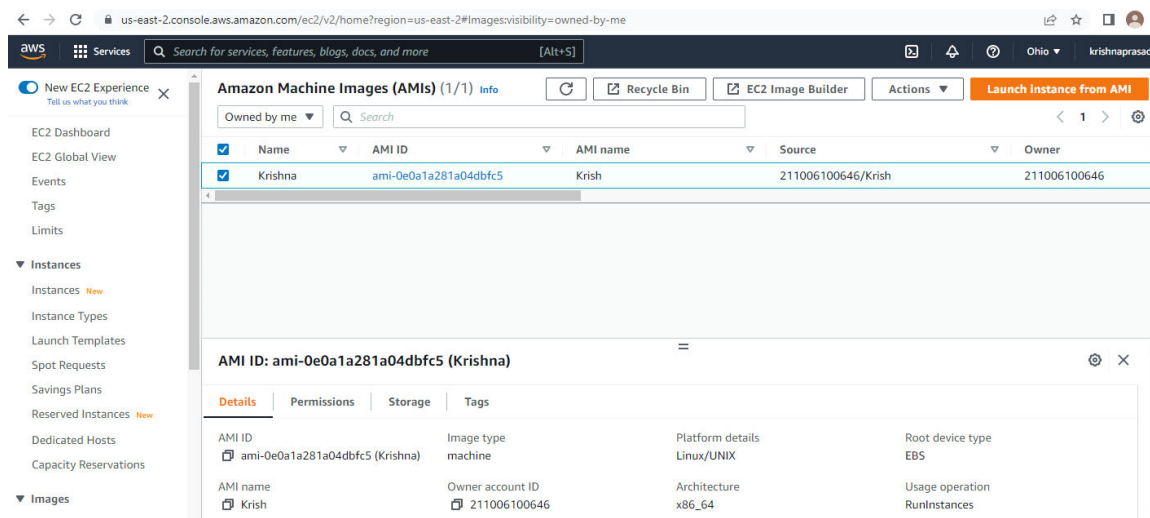 us-east-2.console.aws.amazon.com/ec2/v2/home?region=us-east-2#Images:visibility=owned-by-me
aws Services Search for services, features, blogs, docs, and more [Alt+S] Ohio krishnaprasad
New EC2 Experience
Tell us what you think
EC2 Dashboard
EC2 Global View
Events
Tags
Limits
Instances
Instances New
Instance Types
Launch Templates
Spot Requests
Savings Plans
Reserved Instances New
Dedicated Hosts
Capacity Reservations
Images
Amazon Machine Images (AMIs) (1/1) Info Recycle Bin EC2 Image Builder Actions Launch Instance from AMI
Owned by me Search 1
Name AMI ID AMI name Source Owner
Krishna ami-0e0a1a281a04dbfc5 Krish 211006100646/Krish 211006100646
AMI ID: ami-0e0a1a281a04dbfc5 (Krishna)
Details Permissions Storage Tags
AMI ID Image type Platform details Root device type
ami-0e0a1a281a04dbfc5 (Krishna) machine Linux/UNIX EBS
AMI name Owner account ID Architecture Usage operation
Krish 211006100646 x86_64 RunInstances